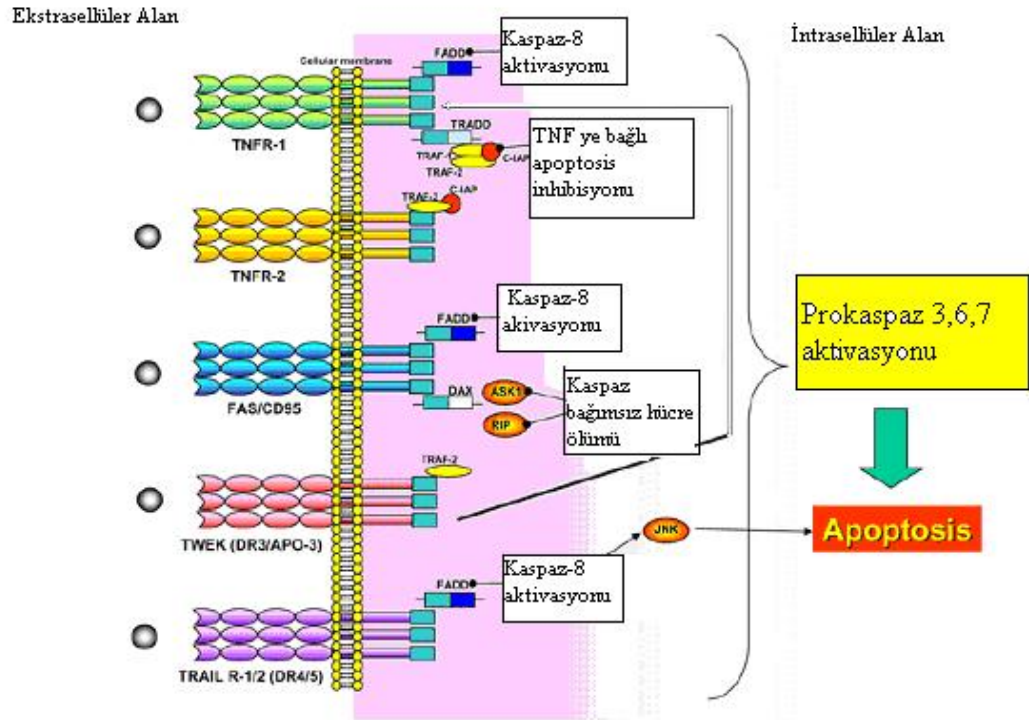 Ekstrasellüler Alan
İntrasellüler Alan
Cellular membrane
FADD
Kaspaz-8
aktivasyonu
TNFR-1
TRADD
TRAF-1
TRAF-2
C-IAP
TNF ye bağlı
apoptosis
inhibisyonu
TRAF-2
C-IAP
TNFR-2
FADD
Kaspaz-8
akivasyonu
Prokaspaz 3,6,7
aktivasyonu
FAS/CD95
DAX
ASK1
RIP
Kaspaz
bağımsız hücre
ölümü
TRAF-2
TWEK (DR3/APO-3)
JNK
Apoptosis
FADD
Kaspaz-8
aktivasyonu
TRAIL R-1/2 (DR4/5)